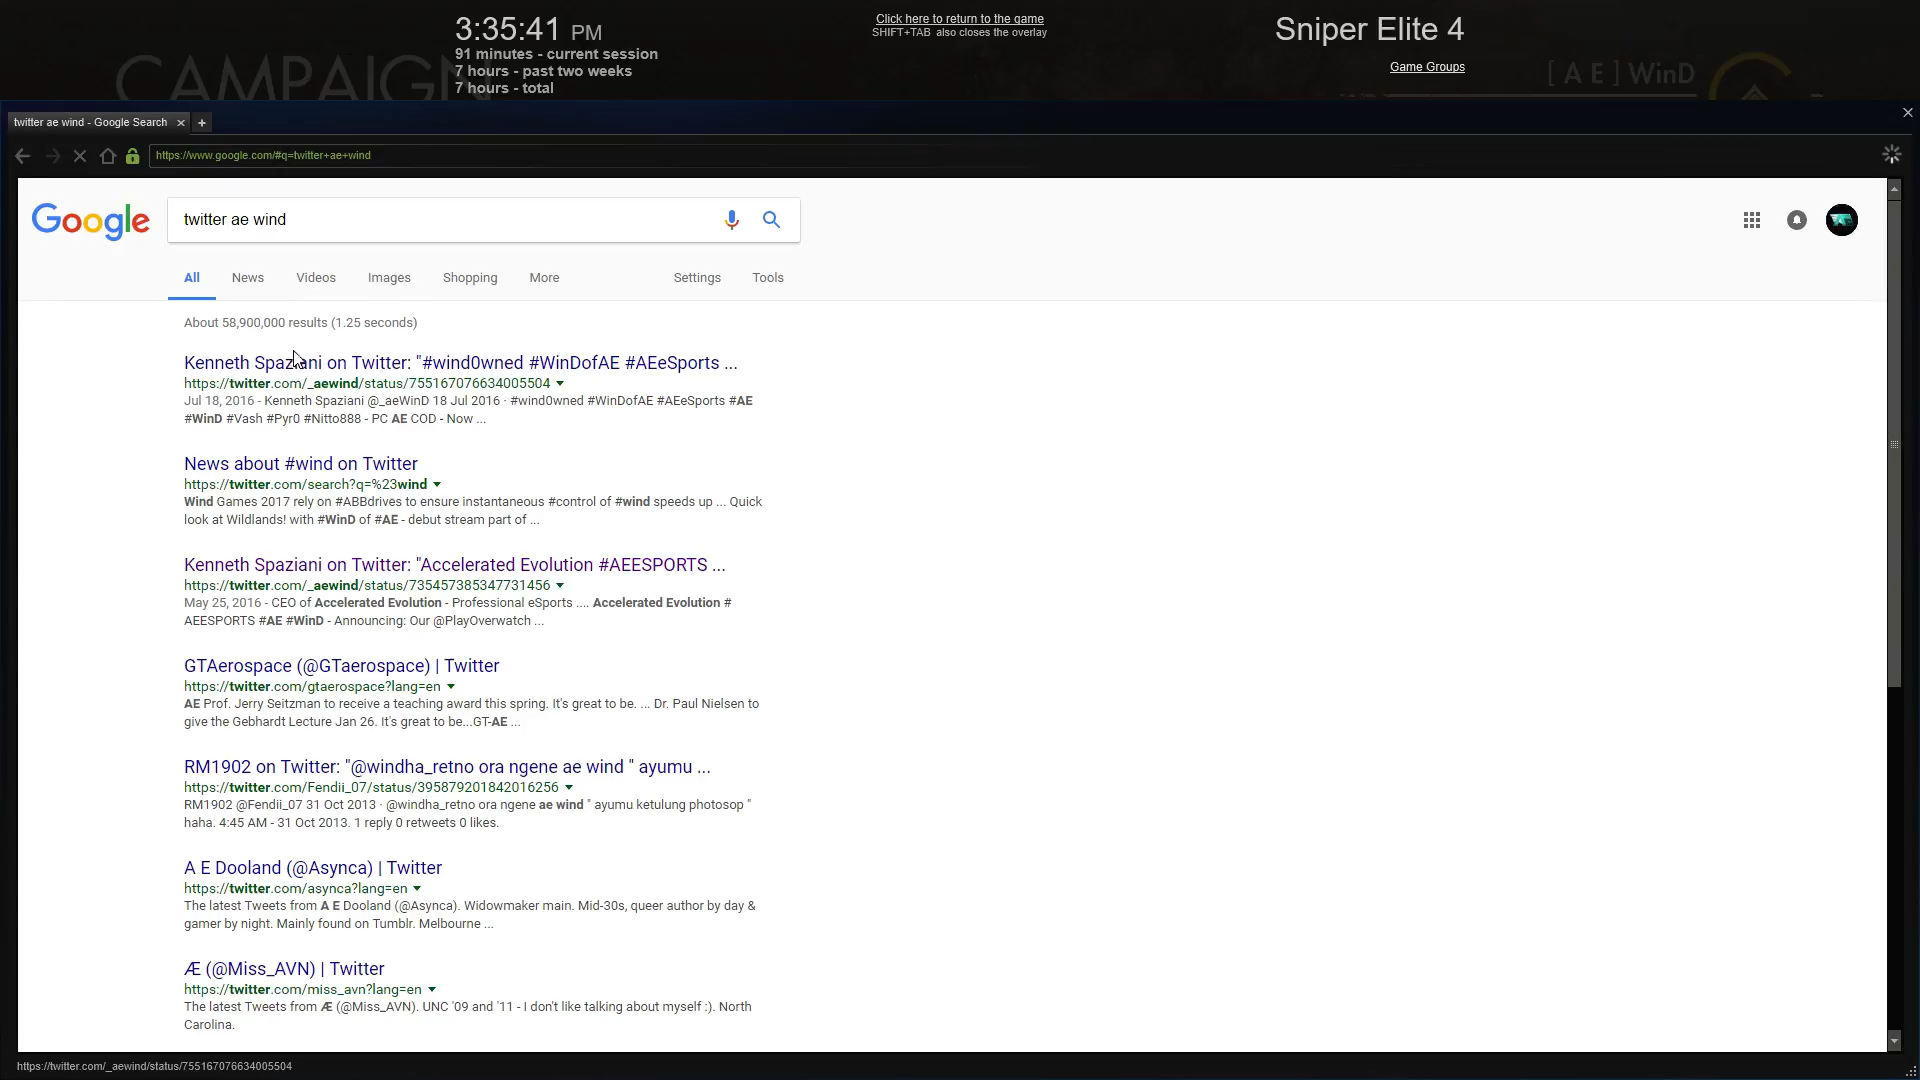 3:35:41 PM
91 minutes - current session
7 hours - past two weeks
7 hours - total
Click here to return to the game
SHIFT+TAB also closes the overlay
Sniper Elite 4
Game Groups
CAMPAIGN
[ A E ] WinD
twitter ae wind - Google Search
https://www.google.com/#q=twitter+ae+wind
Google
twitter ae wind
All News Videos Images Shopping More Settings Tools
About 58,900,000 results (1.25 seconds)
Kenneth Spaziani on Twitter: "#wind0wned #WinDofAE #AEeSports ...
https://twitter.com/_aewind/status/755167076634005504
Jul 18, 2016 - Kenneth Spaziani @_aeWinD 18 Jul 2016 · #wind0wned #WinDofAE #AEeSports #AE
#WinD #Vash #Pyr0 #Nitto888 - PC AE COD - Now ...
News about #wind on Twitter
https://twitter.com/search?q=%23wind
Wind Games 2017 rely on #ABBdrives to ensure instantaneous #control of #wind speeds up ... Quick
look at Wildlands! with #WinD of #AE - debut stream part of ...
Kenneth Spaziani on Twitter: "Accelerated Evolution #AEESPORTS ...
https://twitter.com/_aewind/status/735457385347731456
May 25, 2016 - CEO of Accelerated Evolution - Professional eSports .... Accelerated Evolution #
AEESPORTS #AE #WinD - Announcing: Our @PlayOverwatch ...
GTAerospace (@GTaerospace) | Twitter
https://twitter.com/gtaerospace?lang=en
AE Prof. Jerry Seitzman to receive a teaching award this spring. It's great to be. ... Dr. Paul Nielsen to
give the Gebhardt Lecture Jan 26. It's great to be...GT-AE ...
RM1902 on Twitter: "@windha_retno ora ngene ae wind " ayumu ...
https://twitter.com/Fendii_07/status/395879201842016256
RM1902 @Fendii_07 31 Oct 2013 · @windha_retno ora ngene ae wind " ayumu ketulung photosop "
haha. 4:45 AM - 31 Oct 2013. 1 reply 0 retweets 0 likes.
A E Dooland (@Asynca) | Twitter
https://twitter.com/asynca?lang=en
The latest Tweets from A E Dooland (@Asynca). Widowmaker main. Mid-30s, queer author by day &
gamer by night. Mainly found on Tumblr. Melbourne ...
Æ (@Miss_AVN) | Twitter
https://twitter.com/miss_avn?lang=en
The latest Tweets from Æ (@Miss_AVN). UNC '09 and '11 - I don't like talking about myself :). North
Carolina.
https://twitter.com/_aewind/status/755167076634005504